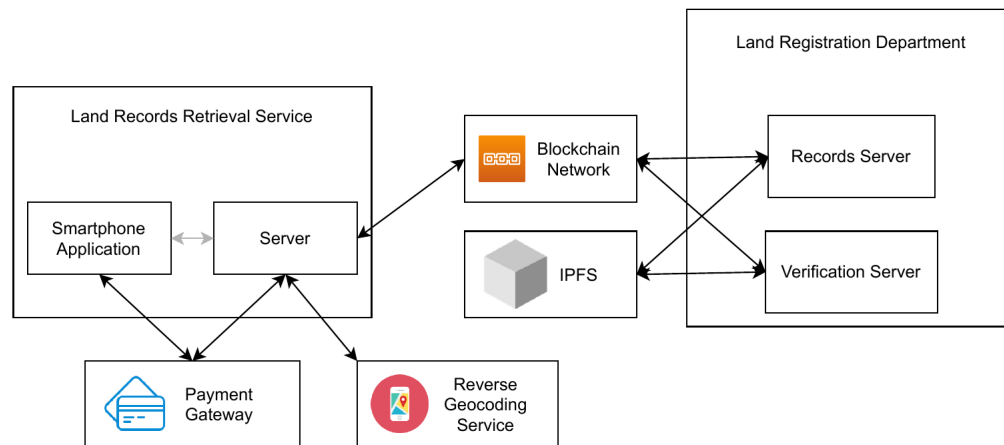 Land Registration Department
Land Records Retrieval Service
Blockchain
Network
Records Server
Smartphone
Application
Server
IPFS
Verification Server
Payment
Gateway
Reverse
Geocoding
Service